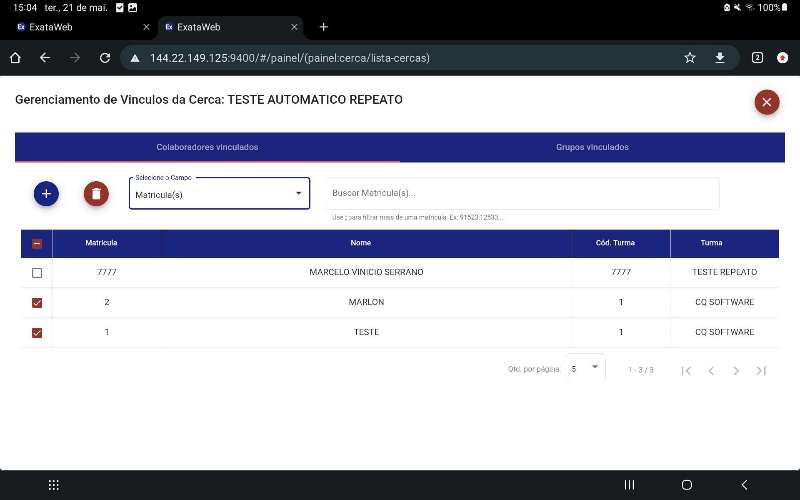 15:04 ter., 21 de mai. 100%
ExataWeb
ExataWeb
144.22.149.125:9400/#/painel/(painel:cerca/lista-cercas) 2
Gerenciamento de Vinculos da Cerca: TESTE AUTOMATICO REPEATO
Colaboradores vinculados Grupos vinculados
Selecione o Campo
Matricula(s) Buscar Matricula(s)...
Use ; para filtrar mais de uma matricula. Ex: 91523;12533;...
Matricula Nome Cód. Turma Turma
7777 MARCELO VINICIO SERRANO 7777 TESTE REPEATO
2 MARLON 1 CQ SOFTWARE
1 TESTE 1 CQ SOFTWARE
Qtd. por página: 5 1 - 3 / 3